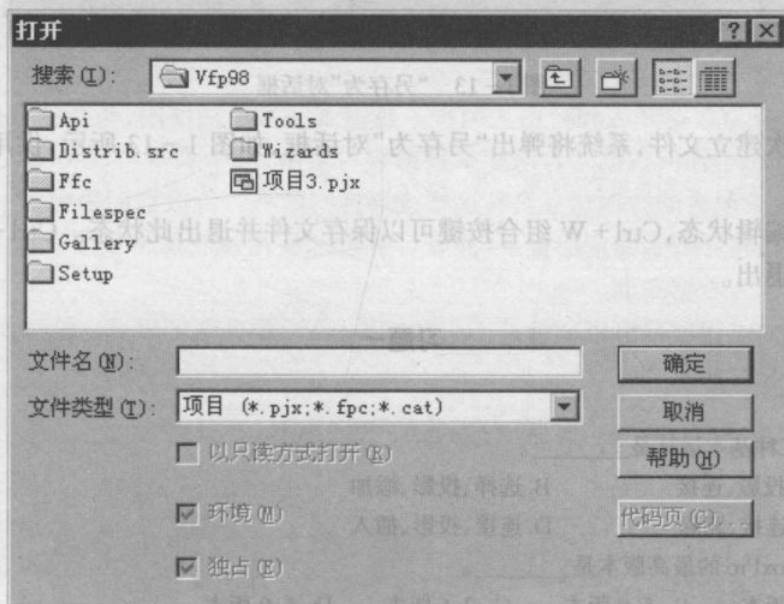 打开
搜索(I): Vfp98
Api Tools
Distrib.src Wizards
Ffc 项目3.pjx
Filespec
Gallery
Setup
文件名(N): 确定
文件类型(T): 项目 (*.pjx;*.fpc;*.cat) 取消
以只读方式打开(R) 帮助(H)
环境(M) 代码页(C)...
独占(E)